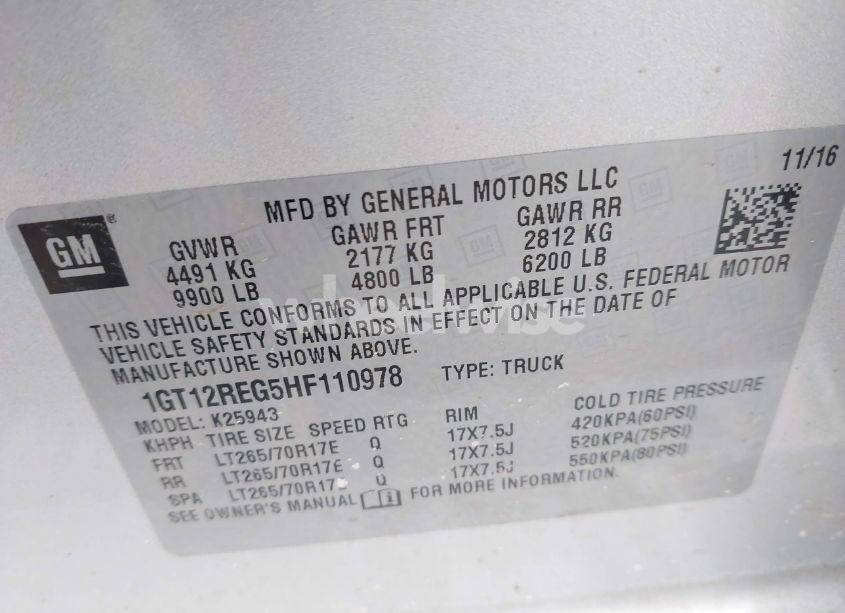 11/16
MFD BY GENERAL MOTORS LLC
GM®
GVWR GAWR FRT GAWR RR
4491 KG 2177 KG 2812 KG
9900 LB 4800 LB 6200 LB
THIS VEHICLE CONFORMS TO ALL APPLICABLE U.S. FEDERAL MOTOR
VEHICLE SAFETY STANDARDS IN EFFECT ON THE DATE OF
MANUFACTURE SHOWN ABOVE.
wheelwise
1GT12REG5HF110978 TYPE: TRUCK
MODEL: K25943
KHPH TIRE SIZE SPEED RTG RIM COLD TIRE PRESSURE
FRT LT265/70R17E Q 17X7.5J 420KPA(60PSI)
RR LT265/70R17E Q 17X7.5J 520KPA(75PSI)
SPA LT265/70R17E Q 17X7.5J 550KPA(80PSI)
SEE OWNER'S MANUAL FOR MORE INFORMATION.